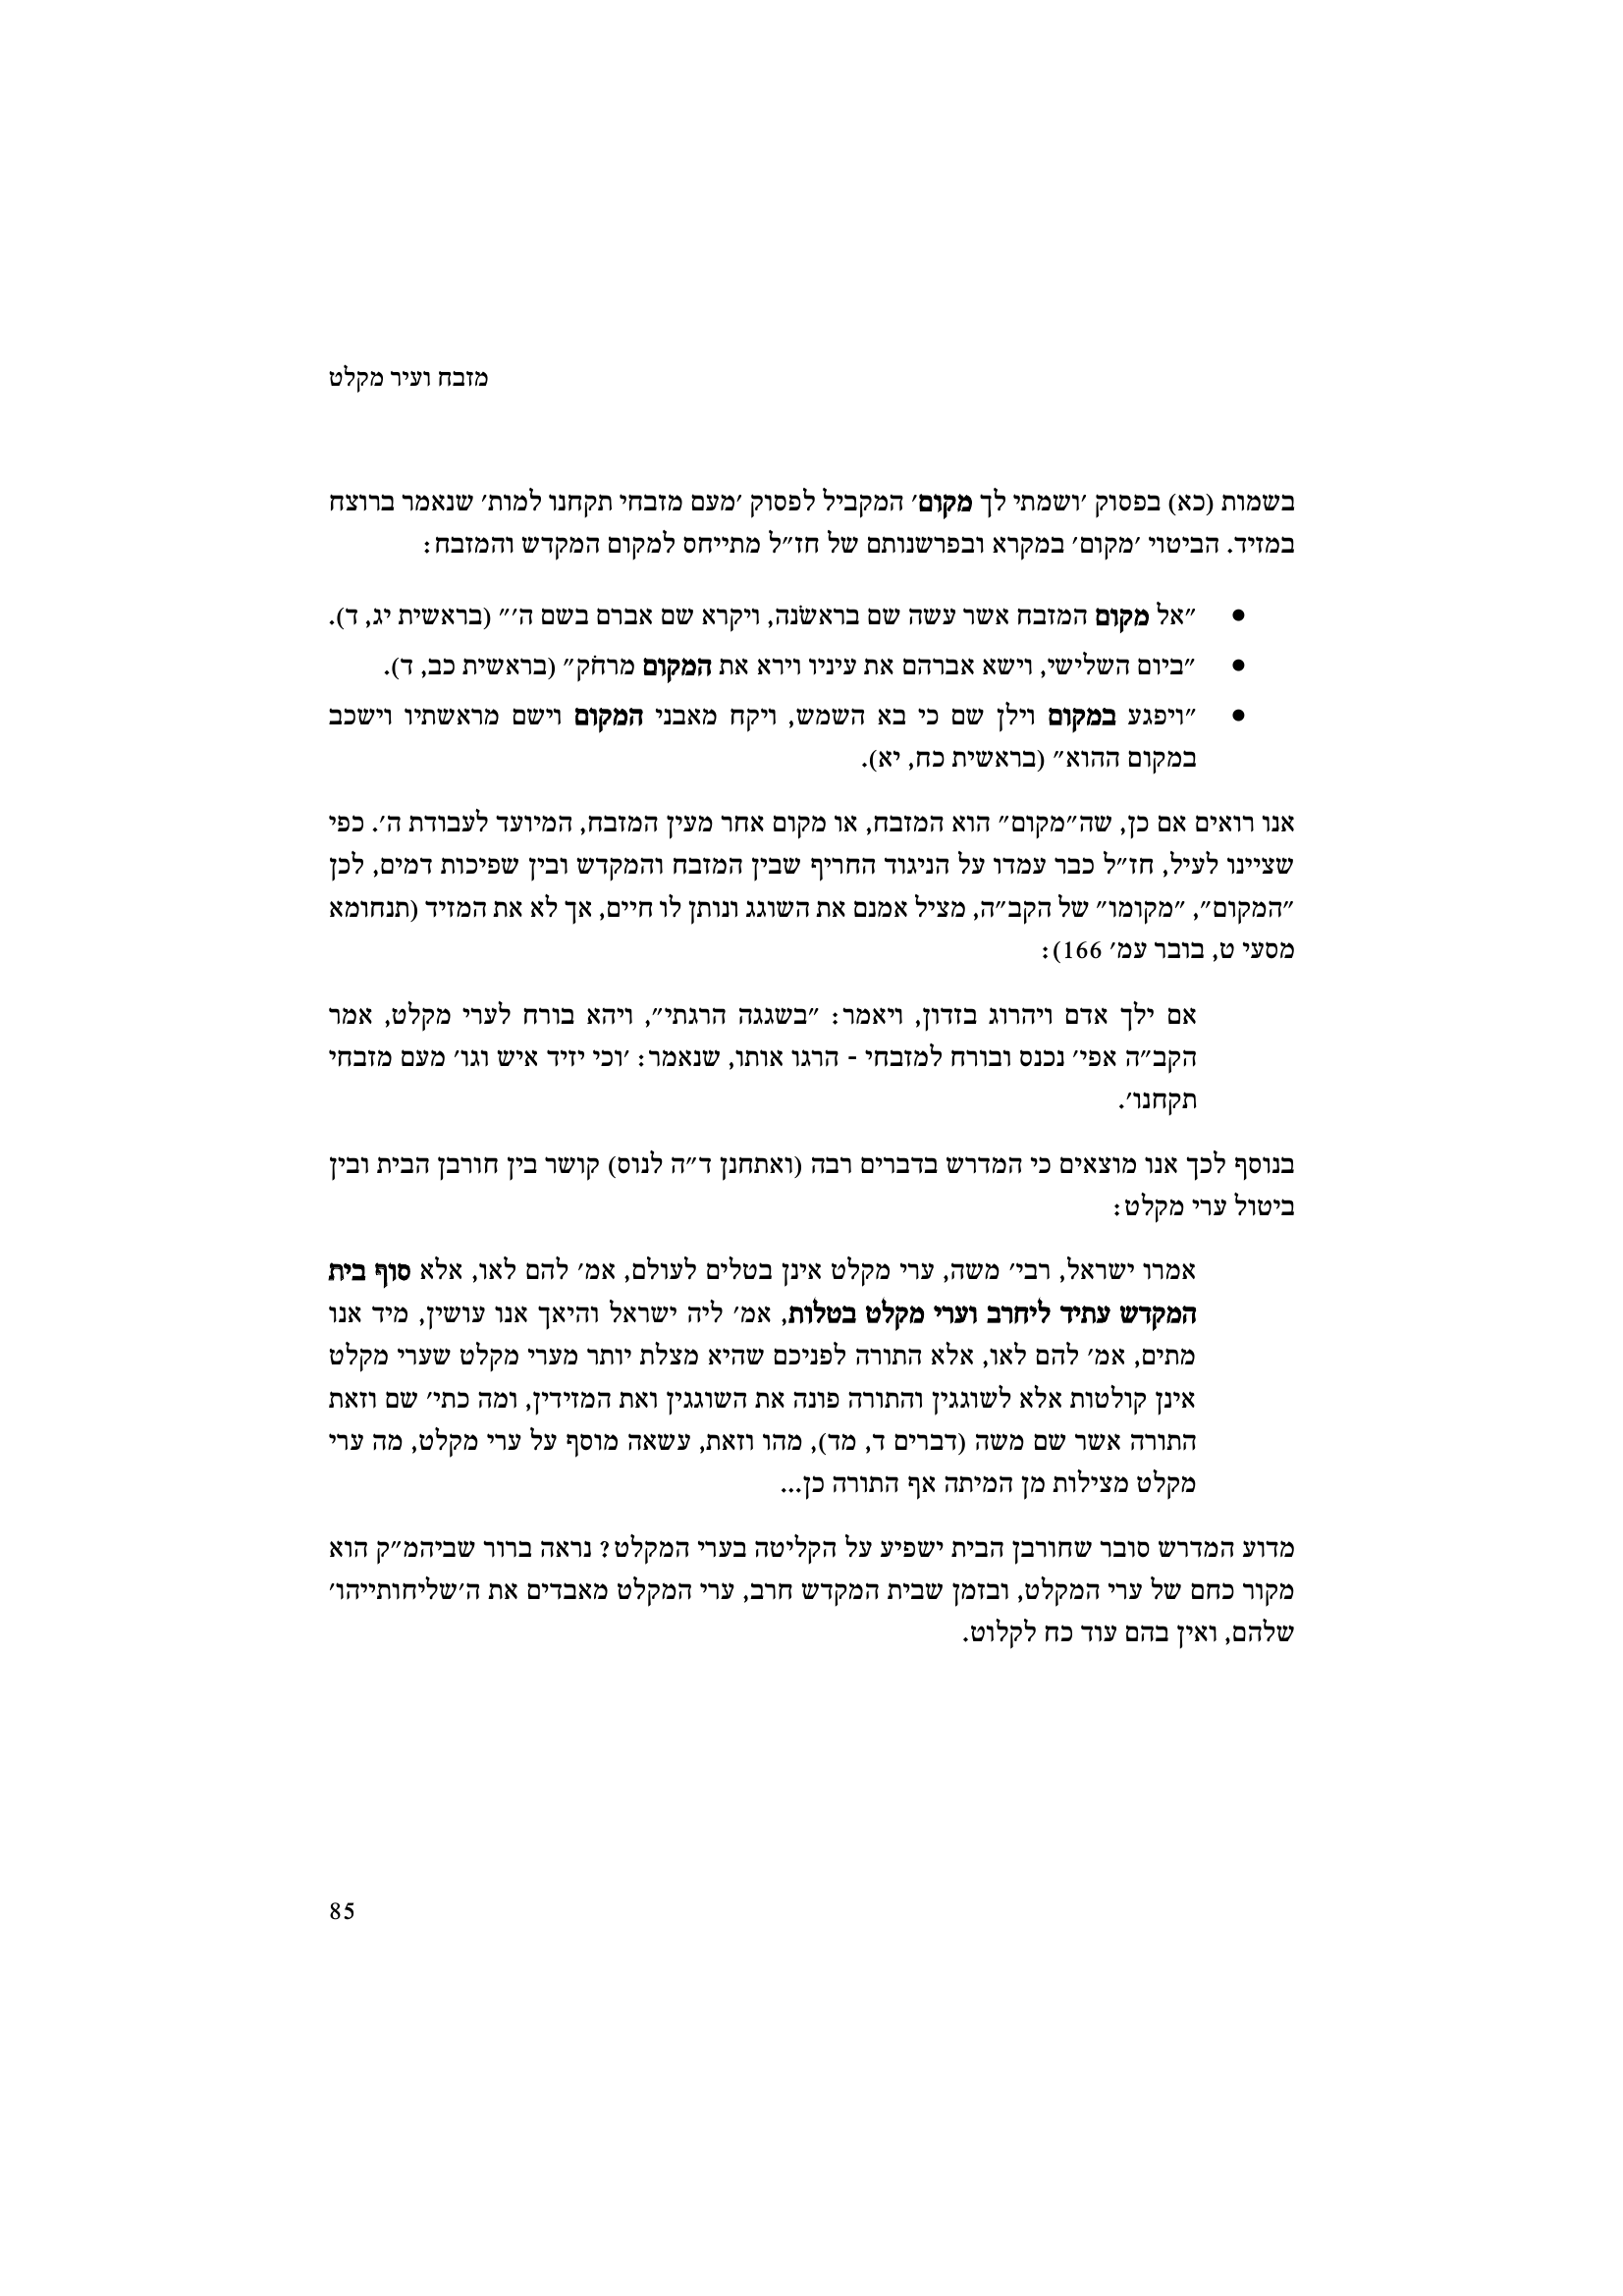 מזבח ועיר מקלט
בשמות (כא) בפסוק ׳ושמתי לך מקום׳ המקביל לפסוק ׳מעם מזבחי תקחנו למות׳ שנאמר ברוצח
במזיד. הביטוי ׳מקום׳ במקרא ובפרשנותם של חז״ל מתייחס למקום המקדש והמזבח:
● ״אל מקום המזבח אשר עשה שם בראשֹנה, ויקרא שם אברם בשם ה׳״ (בראשית יג, ד).
● ״ביום השלישי, וישא אברהם את עיניו וירא את המקום מרחֹק״ (בראשית כב, ד).
● ״ויפגע במקום וילן שם כי בא השמש, ויקח מאבני המקום וישם מראשתיו וישכב
במקום ההוא״ (בראשית כח, יא).
אנו רואים אם כן, שה״מקום״ הוא המזבח, או מקום אחר מעין המזבח, המיועד לעבודת ה׳. כפי
שציינו לעיל, חז״ל כבר עמדו על הניגוד החריף שבין המזבח והמקדש ובין שפיכות דמים, לכן
״המקום״, ״מקומו״ של הקב״ה, מציל אמנם את השוגג ונותן לו חיים, אך לא את המזיד (תנחומא
מסעי ט, בובר עמ׳ 166):
אם ילך אדם ויהרוג בזדון, ויאמר: ״בשגגה הרגתי״, ויהא בורח לערי מקלט, אמר
הקב״ה אפי׳ נכנס ובורח למזבחי - הרגו אותו, שנאמר: ׳וכי יזיד איש וגו׳ מעם מזבחי
תקחנו׳.
בנוסף לכך אנו מוצאים כי המדרש בדברים רבה (ואתחנן ד״ה לנוס) קושר בין חורבן הבית ובין
ביטול ערי מקלט:
אמרו ישראל, רבי׳ משה, ערי מקלט אינן בטלים לעולם, אמ׳ להם לאו, אלא סוף בית
המקדש עתיד ליחרב וערי מקלט בטלות, אמ׳ ליה ישראל והיאך אנו עושין, מיד אנו
מתים, אמ׳ להם לאו, אלא התורה לפניכם שהיא מצלת יותר מערי מקלט שערי מקלט
אינן קולטות אלא לשוגגין והתורה פונה את השוגגין ואת המזידין, ומה כתי׳ שם וזאת
התורה אשר שם משה (דברים ד, מד), מהו וזאת, עשאה מוסף על ערי מקלט, מה ערי
מקלט מצילות מן המיתה אף התורה כן...
מדוע המדרש סובר שחורבן הבית ישפיע על הקליטה בערי המקלט? נראה ברור שביהמ״ק הוא
מקור כחם של ערי המקלט, ובזמן שבית המקדש חרב, ערי המקלט מאבדים את ה׳שליחותייהו׳
שלהם, ואין בהם עוד כח לקלוט.
85